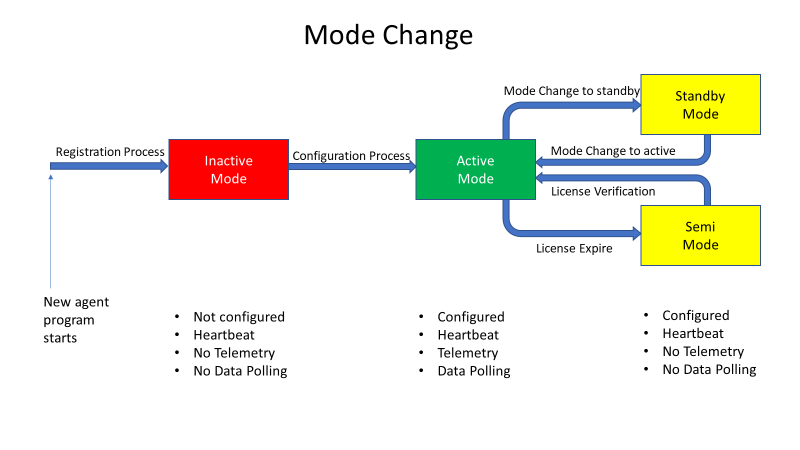 Mode Change
Mode Change to standby
Standby
Mode
Registration Process
Inactive
Mode
Configuration Process
Active
Mode
Mode Change to active
License Verification
Semi
Mode
License Expire
New agent
program
starts
• Not configured
• Heartbeat
• No Telemetry
• No Data Polling
• Configured
• Heartbeat
• Telemetry
• Data Polling
• Configured
• Heartbeat
• No Telemetry
• No Data Polling